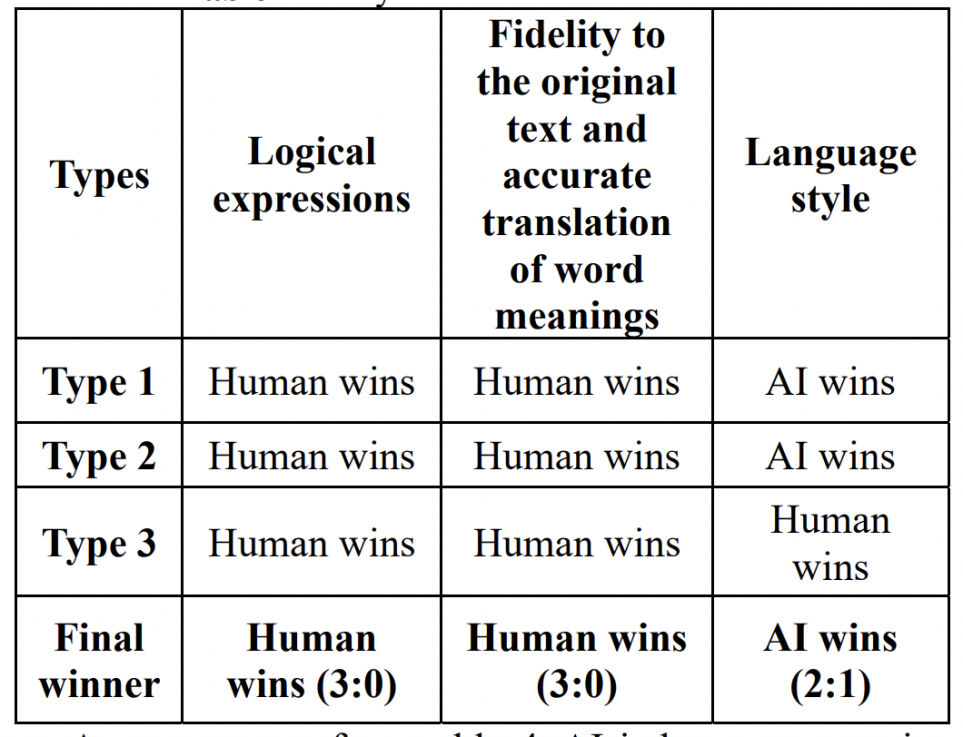 Types
Logical
expressions
Fidelity to
the original
text and
accurate
translation
of word
meanings
Language
style
Type 1
Human wins
Human wins
AI wins
Type 2
Human wins
Human wins
AI wins
Type 3
Human wins
Human wins
Human
wins
Final
winner
Human
wins (3:0)
Human wins
(3:0)
AI wins
(2:1)